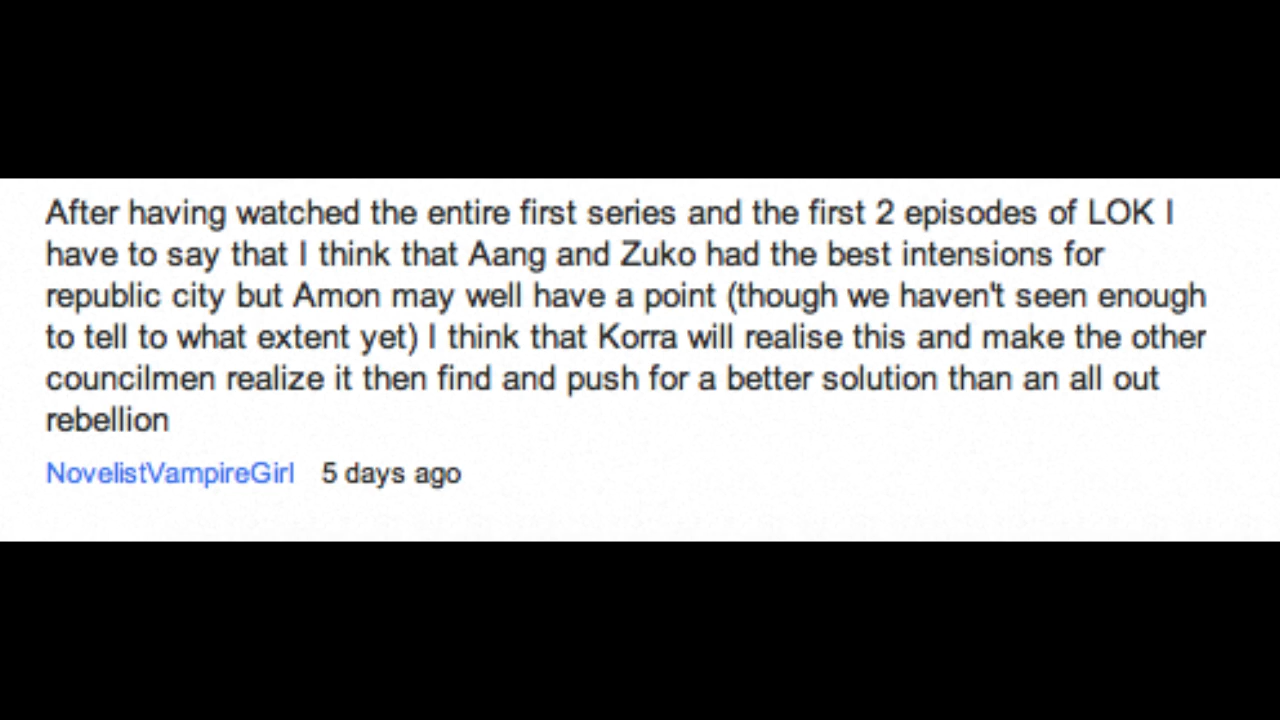 After having watched the entire first series and the first 2 episodes of LOK I
have to say that I think that Aang and Zuko had the best intensions for
republic city but Amon may well have a point (though we haven't seen enough
to tell to what extent yet) I think that Korra will realise this and make the other
councilmen realize it then find and push for a better solution than an all out
rebellion
NovelistVampireGirl 5 days ago